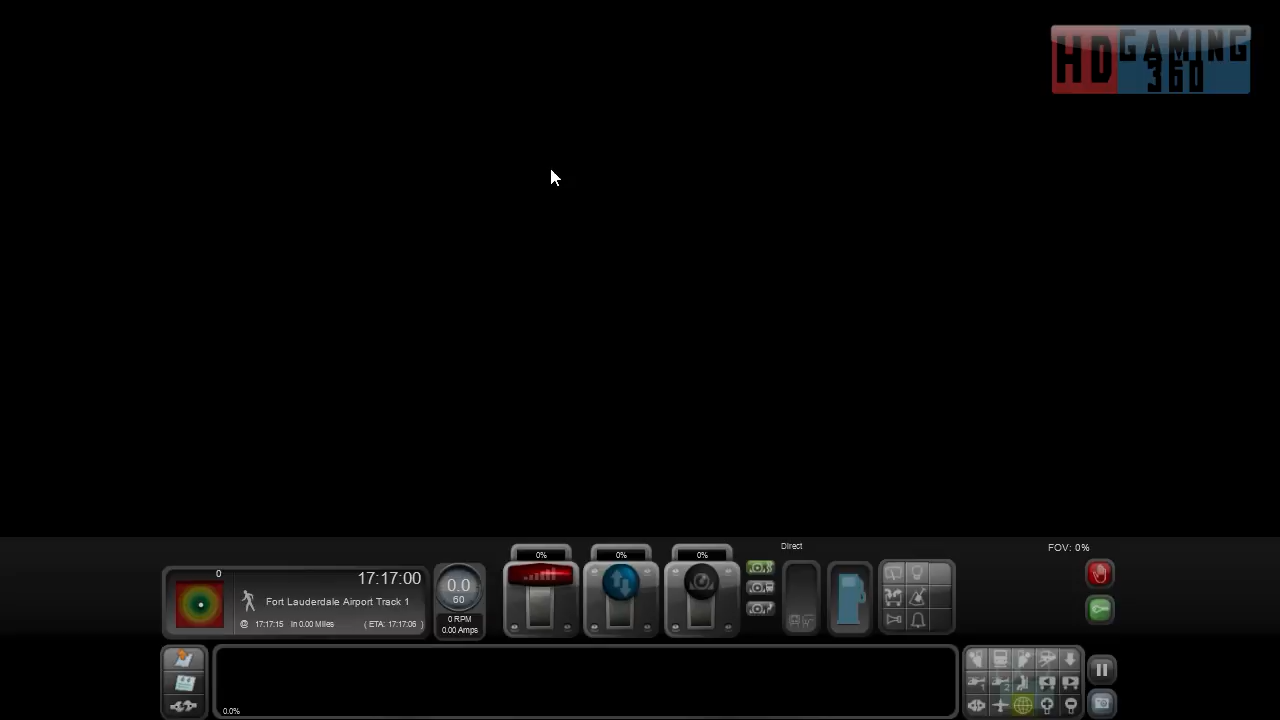 HD GAMING
360
Direct
FOV: 0%
0% 0% 0%
0
17:17:00
Fort Lauderdale Airport Track 1
@ 17:17:15 In 0.00 Miles ( ETA: 17:17:06 )
0.0
60
0 RPM
0.00 Amps
1 2
0.0%